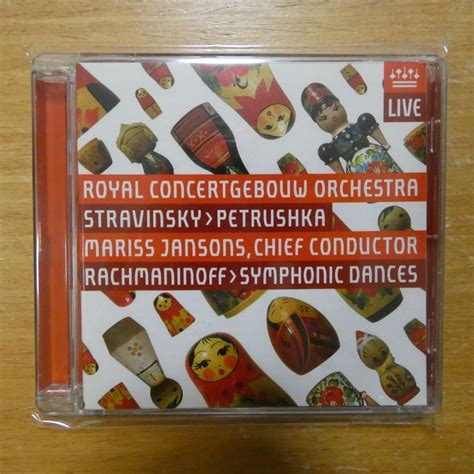 LIVE
ROYAL CONCERTGEBOUW ORCHESTRA
STRAVINSKY>PETRUSHKA
MARISS JANSONS, CHIEF CONDUCTOR
RACHMANINOFF>SYMPHONIC DANCES